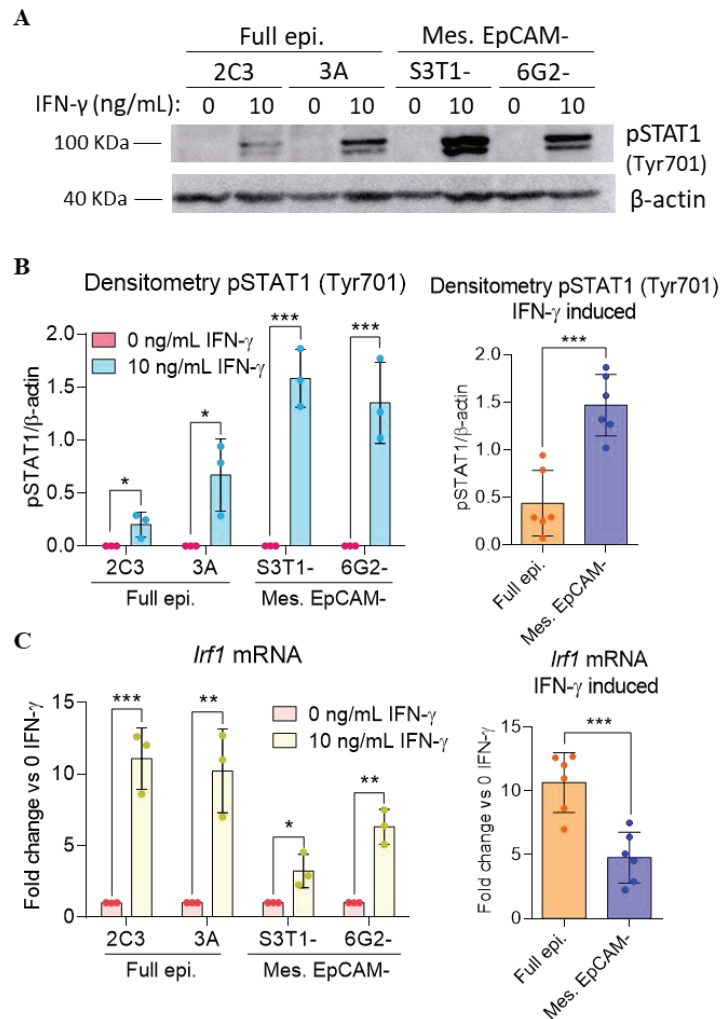 A
Full epi. Mes. EpCAM-
2C3 3A S3T1- 6G2-
IFN-γ (ng/mL): 0 10 0 10 0 10 0 10
100 KDa
pSTAT1
(Tyr701)
40 KDa
β-actin
B
Densitometry pSTAT1 (Tyr701)
pSTAT1/β-actin
2.0
1.5
1.0
0.5
0.0
0 ng/mL IFN-γ
10 ng/mL IFN-γ
* * *** ***
2C3 3A S3T1- 6G2-
Full epi. Mes. EpCAM-
Densitometry pSTAT1 (Tyr701)
IFN-γ induced
pSTAT1/β-actin
2.0
1.5
1.0
0.5
0.0
***
Full epi.
Mes. EpCAM-
C
Irf1 mRNA
Fold change vs 0 IFN-γ
15
10
5
0
0 ng/mL IFN-γ
10 ng/mL IFN-γ
*** ** * **
2C3 3A S3T1- 6G2-
Full epi. Mes. EpCAM-
Irf1 mRNA
IFN-γ induced
Fold change vs 0 IFN-γ
15
10
5
0
***
Full epi.
Mes. EpCAM-